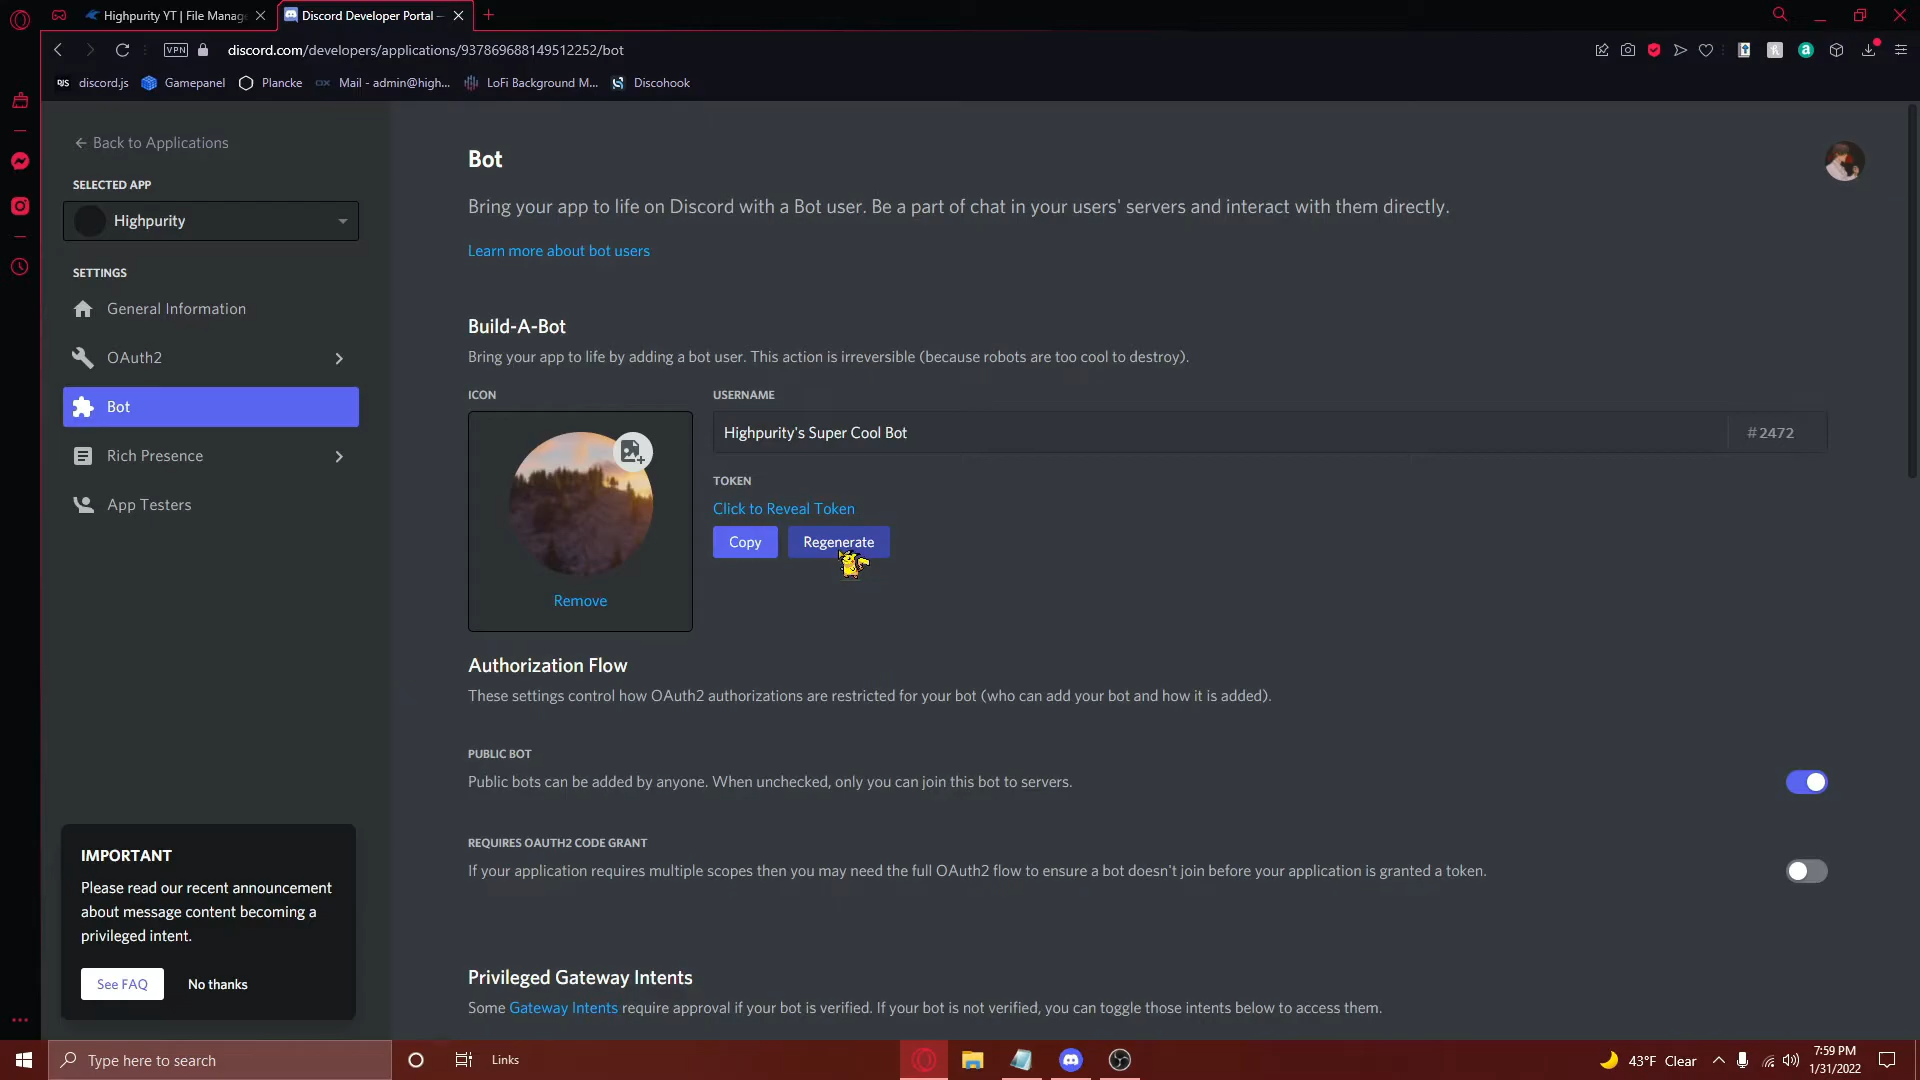 Highpurity YT | File Manag
Discord Developer Portal —
VPN
discord.com/developers/applications/937869688149512252/bot
DJS discord.js
Gamepanel
Plancke
OX Mail - admin@high...
LoFi Background M...
Discohook
Back to Applications
SELECTED APP
Highpurity
SETTINGS
General Information
OAuth2
Bot
Rich Presence
App Testers
IMPORTANT
Please read our recent announcement
about message content becoming a
privileged intent.
See FAQ
No thanks
Bot
Bring your app to life on Discord with a Bot user. Be a part of chat in your users' servers and interact with them directly.
Learn more about bot users
Build-A-Bot
Bring your app to life by adding a bot user. This action is irreversible (because robots are too cool to destroy).
ICON
Remove
USERNAME
Highpurity's Super Cool Bot
#2472
TOKEN
Click to Reveal Token
Copy
Regenerate
Authorization Flow
These settings control how OAuth2 authorizations are restricted for your bot (who can add your bot and how it is added).
PUBLIC BOT
Public bots can be added by anyone. When unchecked, only you can join this bot to servers.
REQUIRES OAUTH2 CODE GRANT
If your application requires multiple scopes then you may need the full OAuth2 flow to ensure a bot doesn't join before your application is granted a token.
Privileged Gateway Intents
Some Gateway Intents require approval if your bot is verified. If your bot is not verified, you can toggle those intents below to access them.
Type here to search
Links
43°F Clear
7:59 PM
1/31/2022